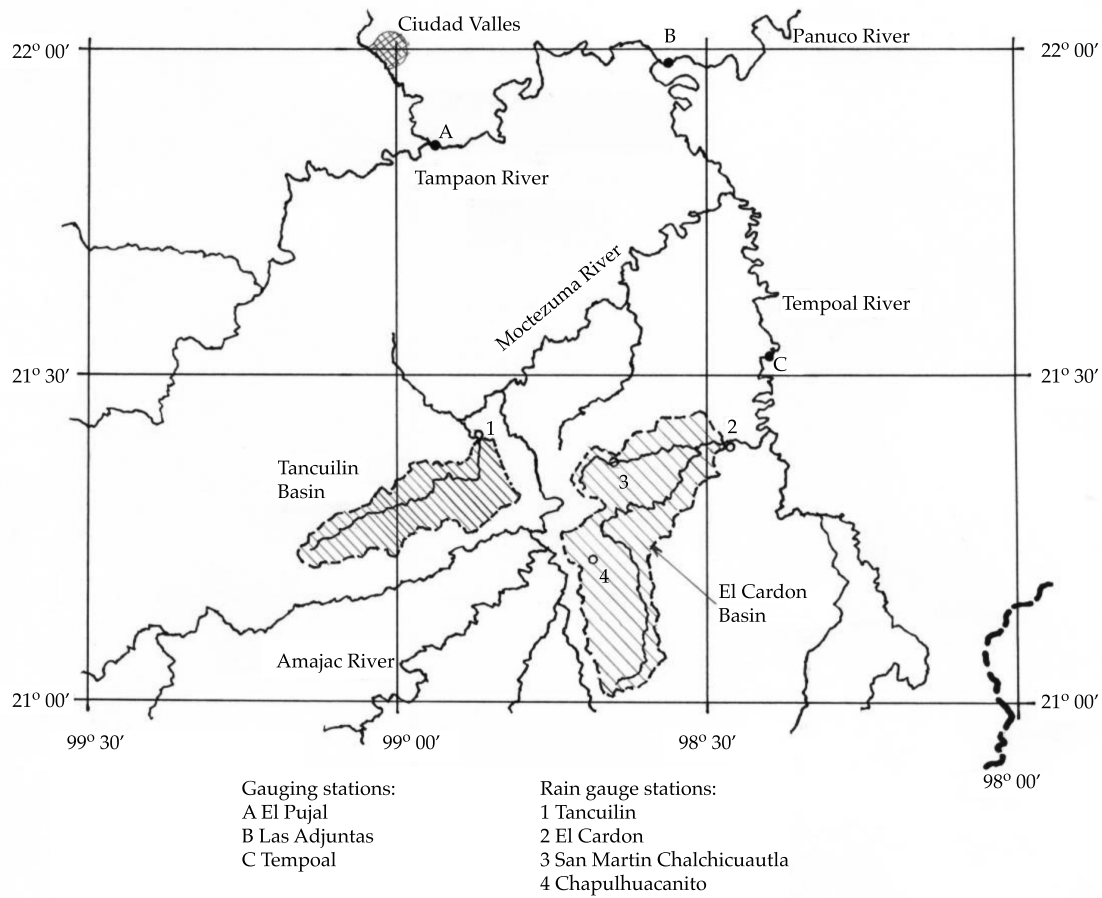 Ciudad Valles
B
Panuco River
22° 00′
22° 00′
A
Tampaon River
Moctezuma River
Tempoal River
C
21° 30′
21° 30′
1
2
Tancuilin
Basin
3
4
El Cardon
Basin
Amajac River
21° 00′
21° 00′
99° 30′
99° 00′
98° 30′
98° 00′
Gauging stations:
A El Pujal
B Las Adjuntas
C Tempoal
Rain gauge stations:
1 Tancuilin
2 El Cardon
3 San Martin Chalchicuautla
4 Chapulhuacanito